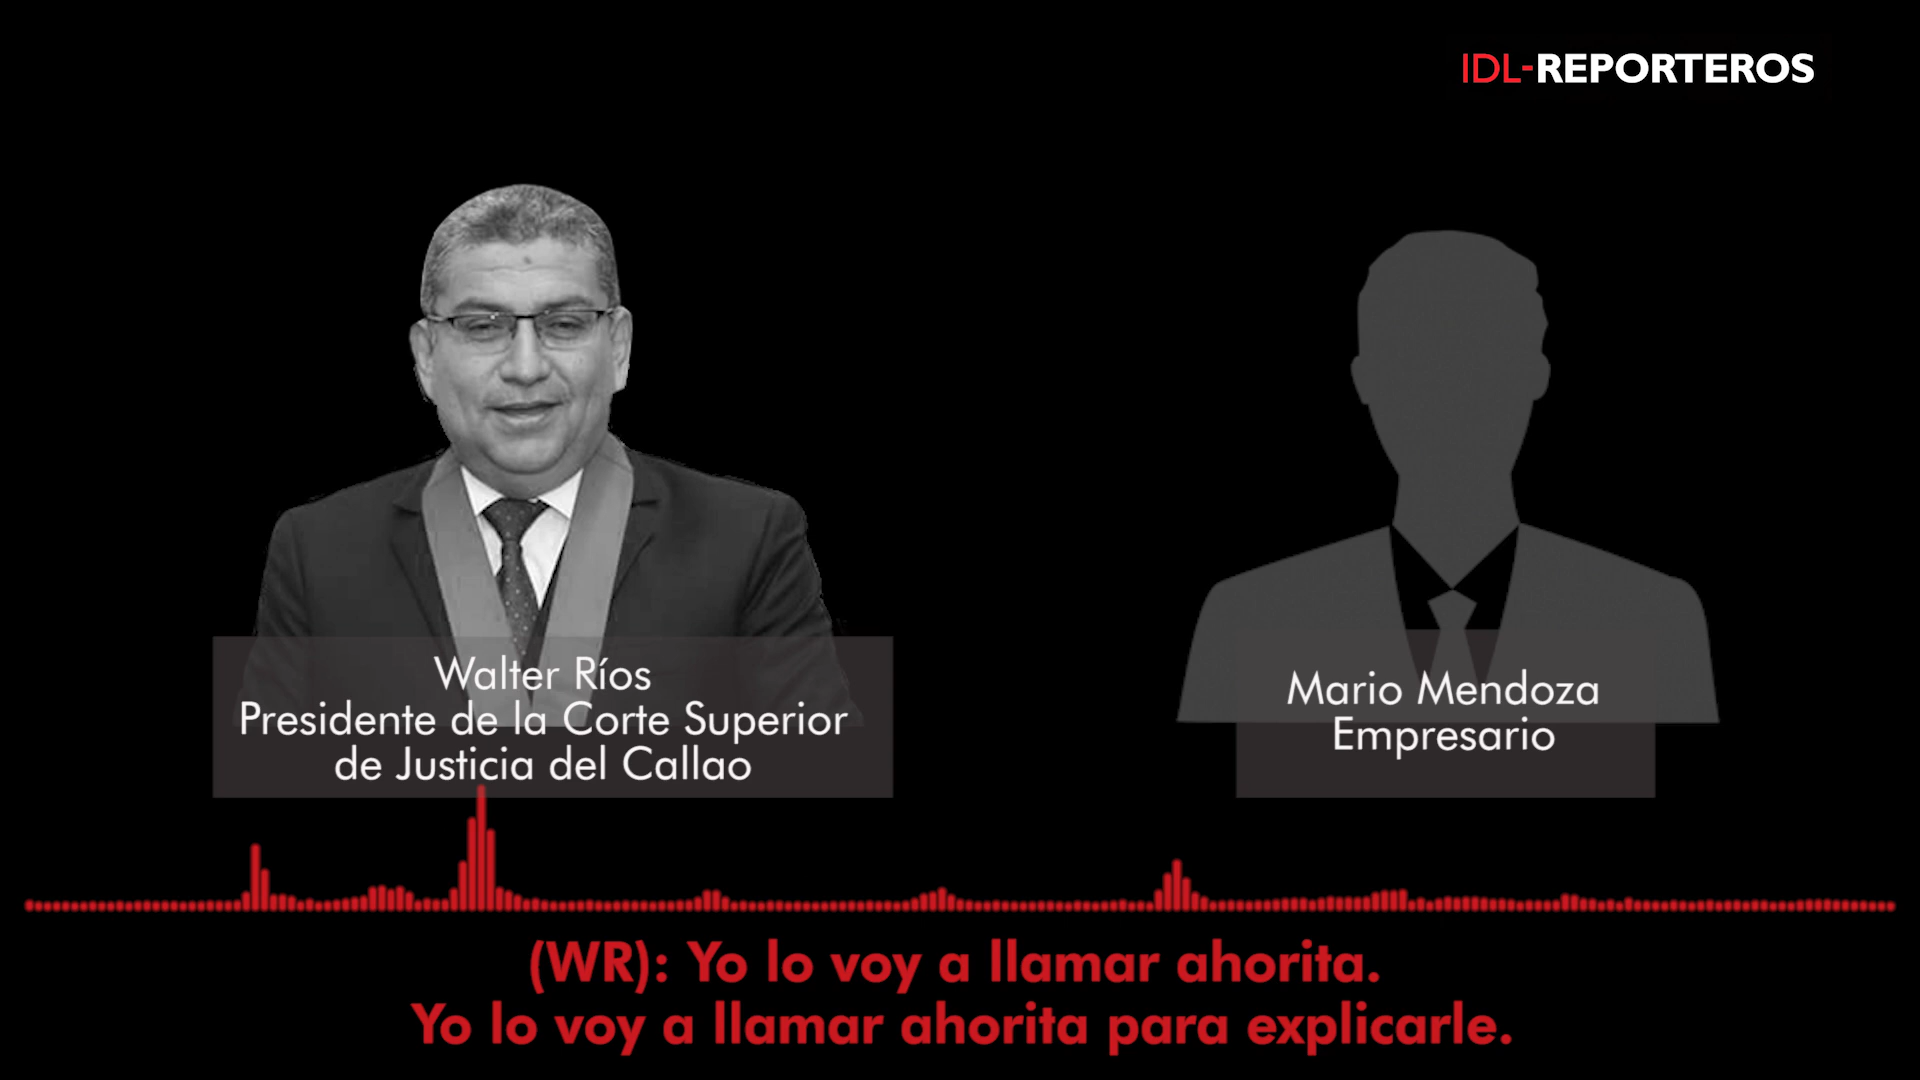 IDL-REPORTEROS
Walter Ríos
Presidente de la Corte Superior
de Justicia del Callao
Mario Mendoza
Empresario
(WR): Yo lo voy a llamar ahorita.
Yo lo voy a llamar ahorita para explicarle.